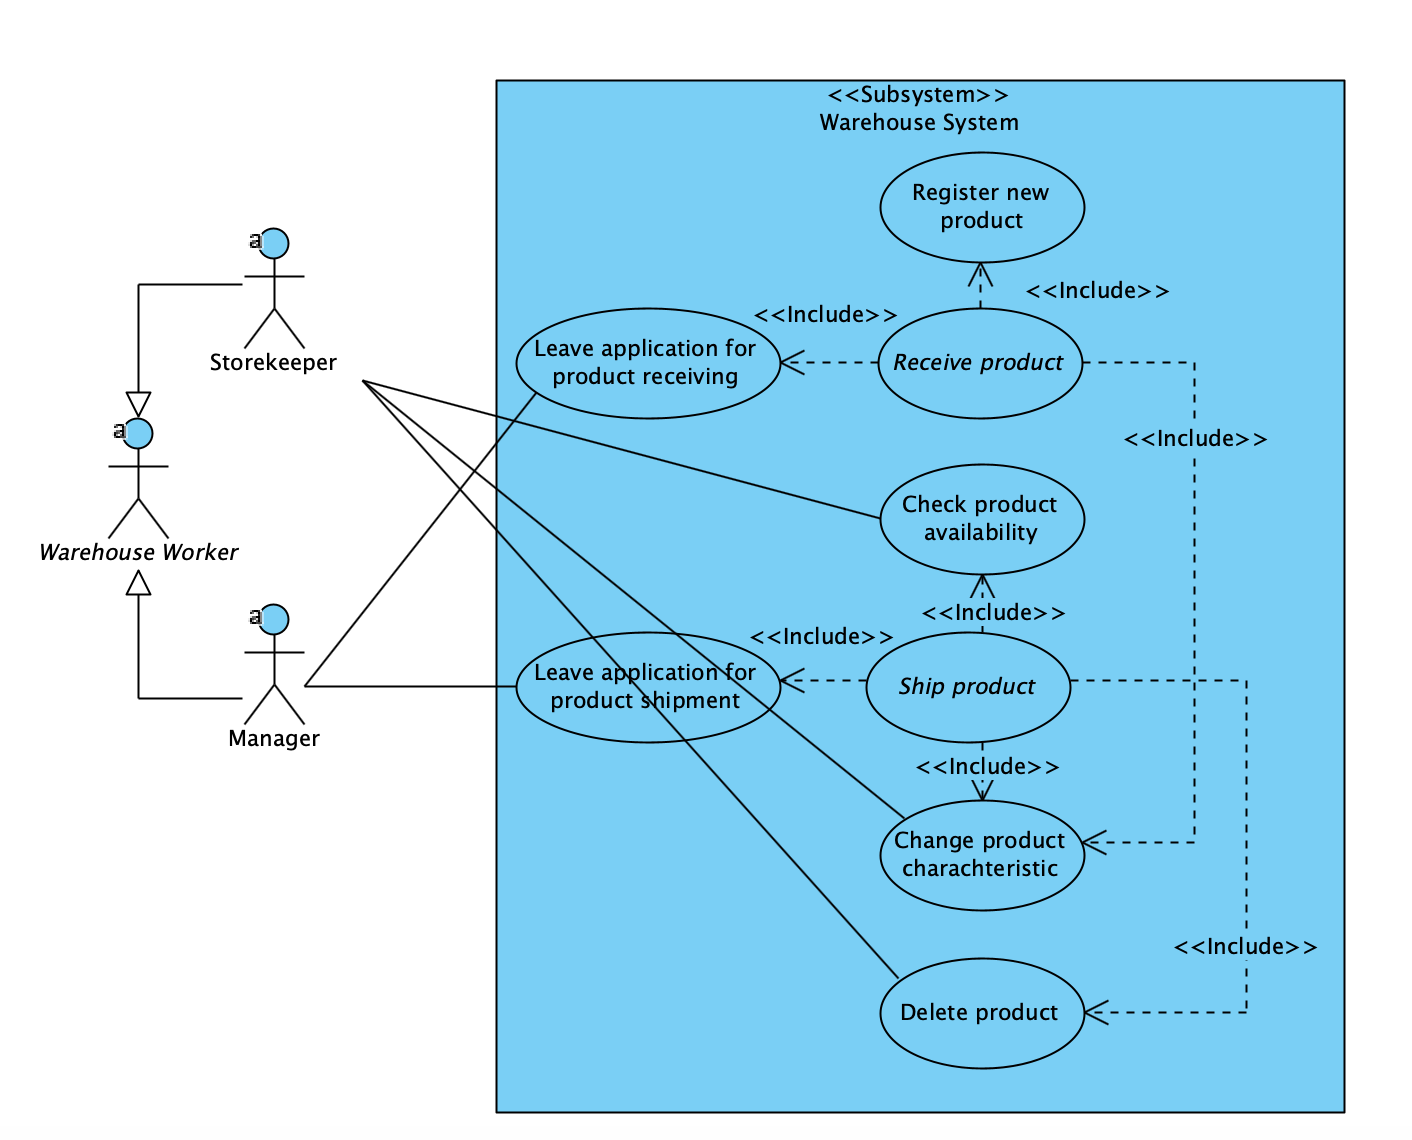 <<Subsystem>>
Warehouse System
Register new
product
a
<<Include>>
<<Include>>
Storekeeper
Leave application for
product receiving
Receive product
a
<<Include>>
Check product
availability
Warehouse Worker
a
<<Include>>
<<Include>>
Leave application for
product shipment
Ship product
Manager
<<Include>>
Change product
charachteristic
<<Include>>
Delete product